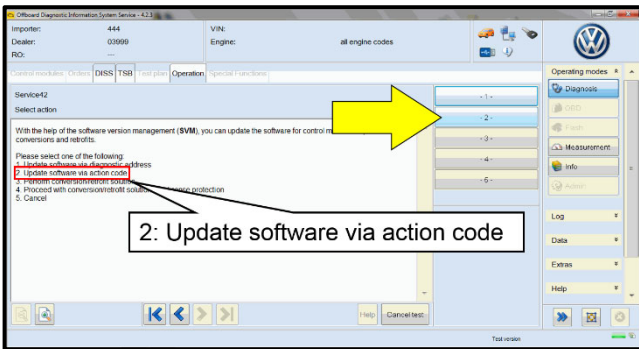 Offboard Diagnostic Information System Service - 4.2.3
Importer: 444 VIN:
Dealer: 03999 Engine: all engine codes
RO: ---
Control modules Orders DISS TSB Test plan Operation Special Functions
Operating modes
Service42
Select action
With the help of the software version management (SVM), you can update the software for control
conversions and retrofits.
Please select one of the following:
1. Update software via diagnostic address
2. Update software via action code
3. Perform conversion/retrofit solution
4. Proceed with conversion/retrofit protection
5. Cancel
2: Update software via action code
- 1 -
- 2 -
- 3 -
- 4 -
Diagnosis
OBD
Flash
Measurement
Info
Admin
Log
Data
Extras
Help
Help Cancel test
Test version